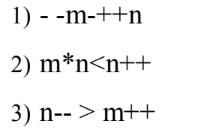 1) - -m-++n
2) m*n<n++
3) n-- > m++